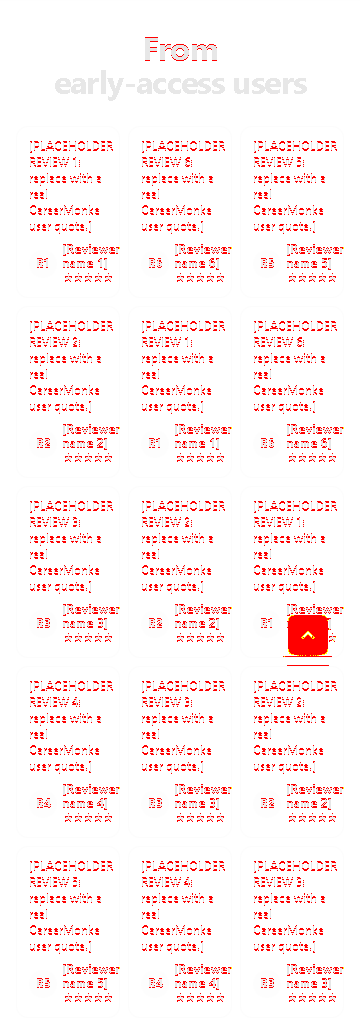 From
early-access users
[PLACEHOLDER
REVIEW 1:
replace with a
real
CareerMonke
user quote.]
R1
[Reviewer
name 1]
☆☆☆☆☆
[PLACEHOLDER
REVIEW 6:
replace with a
real
CareerMonke
user quote.]
R6
[Reviewer
name 6]
☆☆☆☆☆
[PLACEHOLDER
REVIEW 5:
replace with a
real
CareerMonke
user quote.]
R5
[Reviewer
name 5]
☆☆☆☆☆
[PLACEHOLDER
REVIEW 2:
replace with a
real
CareerMonke
user quote.]
R2
[Reviewer
name 2]
☆☆☆☆☆
[PLACEHOLDER
REVIEW 1:
replace with a
real
CareerMonke
user quote.]
R1
[Reviewer
name 1]
☆☆☆☆☆
[PLACEHOLDER
REVIEW 6:
replace with a
real
CareerMonke
user quote.]
R6
[Reviewer
name 6]
☆☆☆☆☆
[PLACEHOLDER
REVIEW 3:
replace with a
real
CareerMonke
user quote.]
R3
[Reviewer
name 3]
☆☆☆☆☆
[PLACEHOLDER
REVIEW 2:
replace with a
real
CareerMonke
user quote.]
R2
[Reviewer
name 2]
☆☆☆☆☆
[PLACEHOLDER
REVIEW 1:
replace with a
real
CareerMonke
user quote.]
R1
[Reviewer
[PLACEHOLDER
REVIEW 4:
replace with a
real
CareerMonke
user quote.]
R4
[Reviewer
name 4]
☆☆☆☆☆
[PLACEHOLDER
REVIEW 3:
replace with a
real
CareerMonke
user quote.]
R3
[Reviewer
name 3]
☆☆☆☆☆
[PLACEHOLDER
REVIEW 2:
replace with a
real
CareerMonke
user quote.]
R2
[Reviewer
name 2]
☆☆☆☆☆
[PLACEHOLDER
REVIEW 5:
replace with a
real
CareerMonke
user quote.]
R5
[Reviewer
name 5]
☆☆☆☆☆
[PLACEHOLDER
REVIEW 4:
replace with a
real
CareerMonke
user quote.]
R4
[Reviewer
name 4]
☆☆☆☆☆
[PLACEHOLDER
REVIEW 3:
replace with a
real
CareerMonke
user quote.]
R3
[Reviewer
name 3]
☆☆☆☆☆